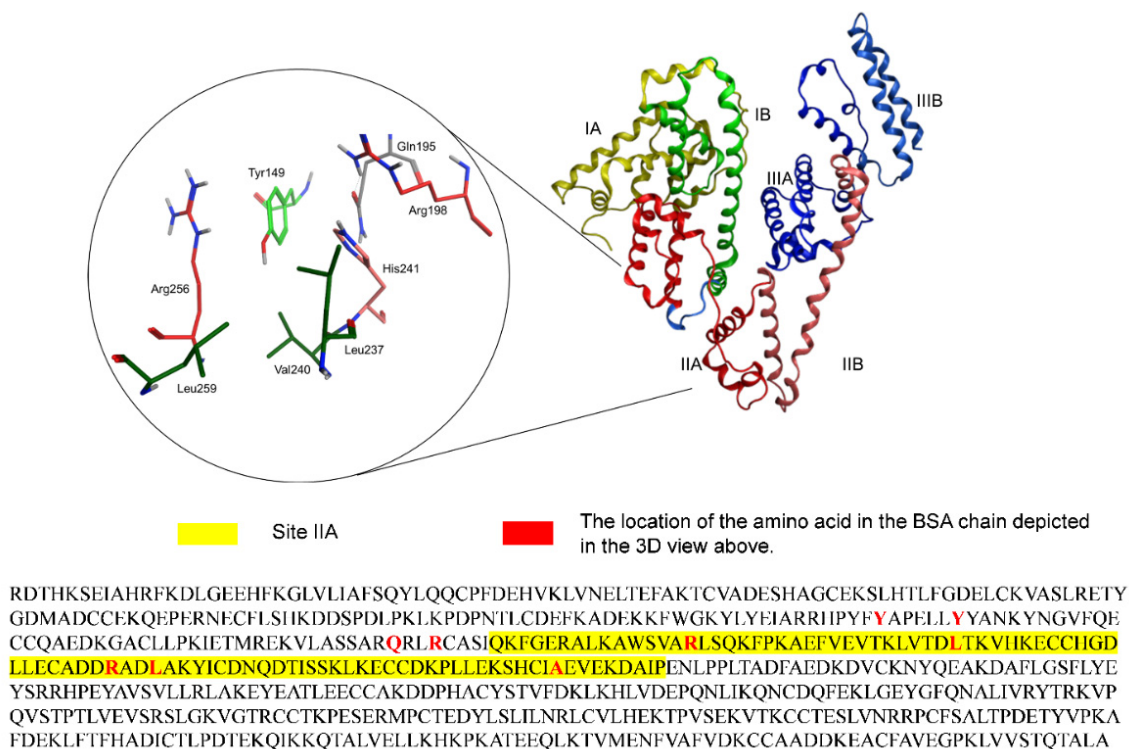 Gln195
Tyr149
Arg198
His241
Arg256
Leu237
Val240
Leu259
IA
IB
IIIB
IIIA
IIA
IIB
Site IIA
The location of the amino acid in the BSA chain depicted
in the 3D view above.
RDTHKSEIAHRFKDLGEEHFKGLVLIAFSQYLQQCPFDEHVKLVNELTEFAKTCVADESHAGCEKSLHTLFGDELCKVASLRETY
GDMADCCEKQEPERNECFLSHKDDSPDLPKLKPDPNTLCDEFKADEKKFWGKYLYEIARRHPYFYAPELLYYANKYNGVFQE
CCQAEDKGACLLPKIETMREKVLASSARQRLRCASIQKFGERALKAWSVARLSQKFPKAEFVEVTKLVTDLTKVHKECCHGD
LLECADDRADLAKYICDNQDTISSKLKECCDKPLLEKSHCIAEVEKDAIPENLPPLTADFAEDKDVCKNYQEAKDAFLGSFLYE
YSRRHPEYAVSVLLRLAKEYEATLEECCAKDDPHACYSTVFDKLKHLVDEPQNLIKQNCDQFEKLGEYGFQNALIVRYTRKVP
QVSTPTLVEVSRSLGKVGTRCCTKPESERMPCTEDYLSLILNRLCVLHEKTPVSEKVTKCCTESLVNRRPCFSALTPDETYVPKA
FDEKLFTFHADICTLPDTEKQIKKQTALVELLKHKPKATEEQLKTVMENFVAFVDKCCAADDKEACFAVEGPKLVVSTQTALA